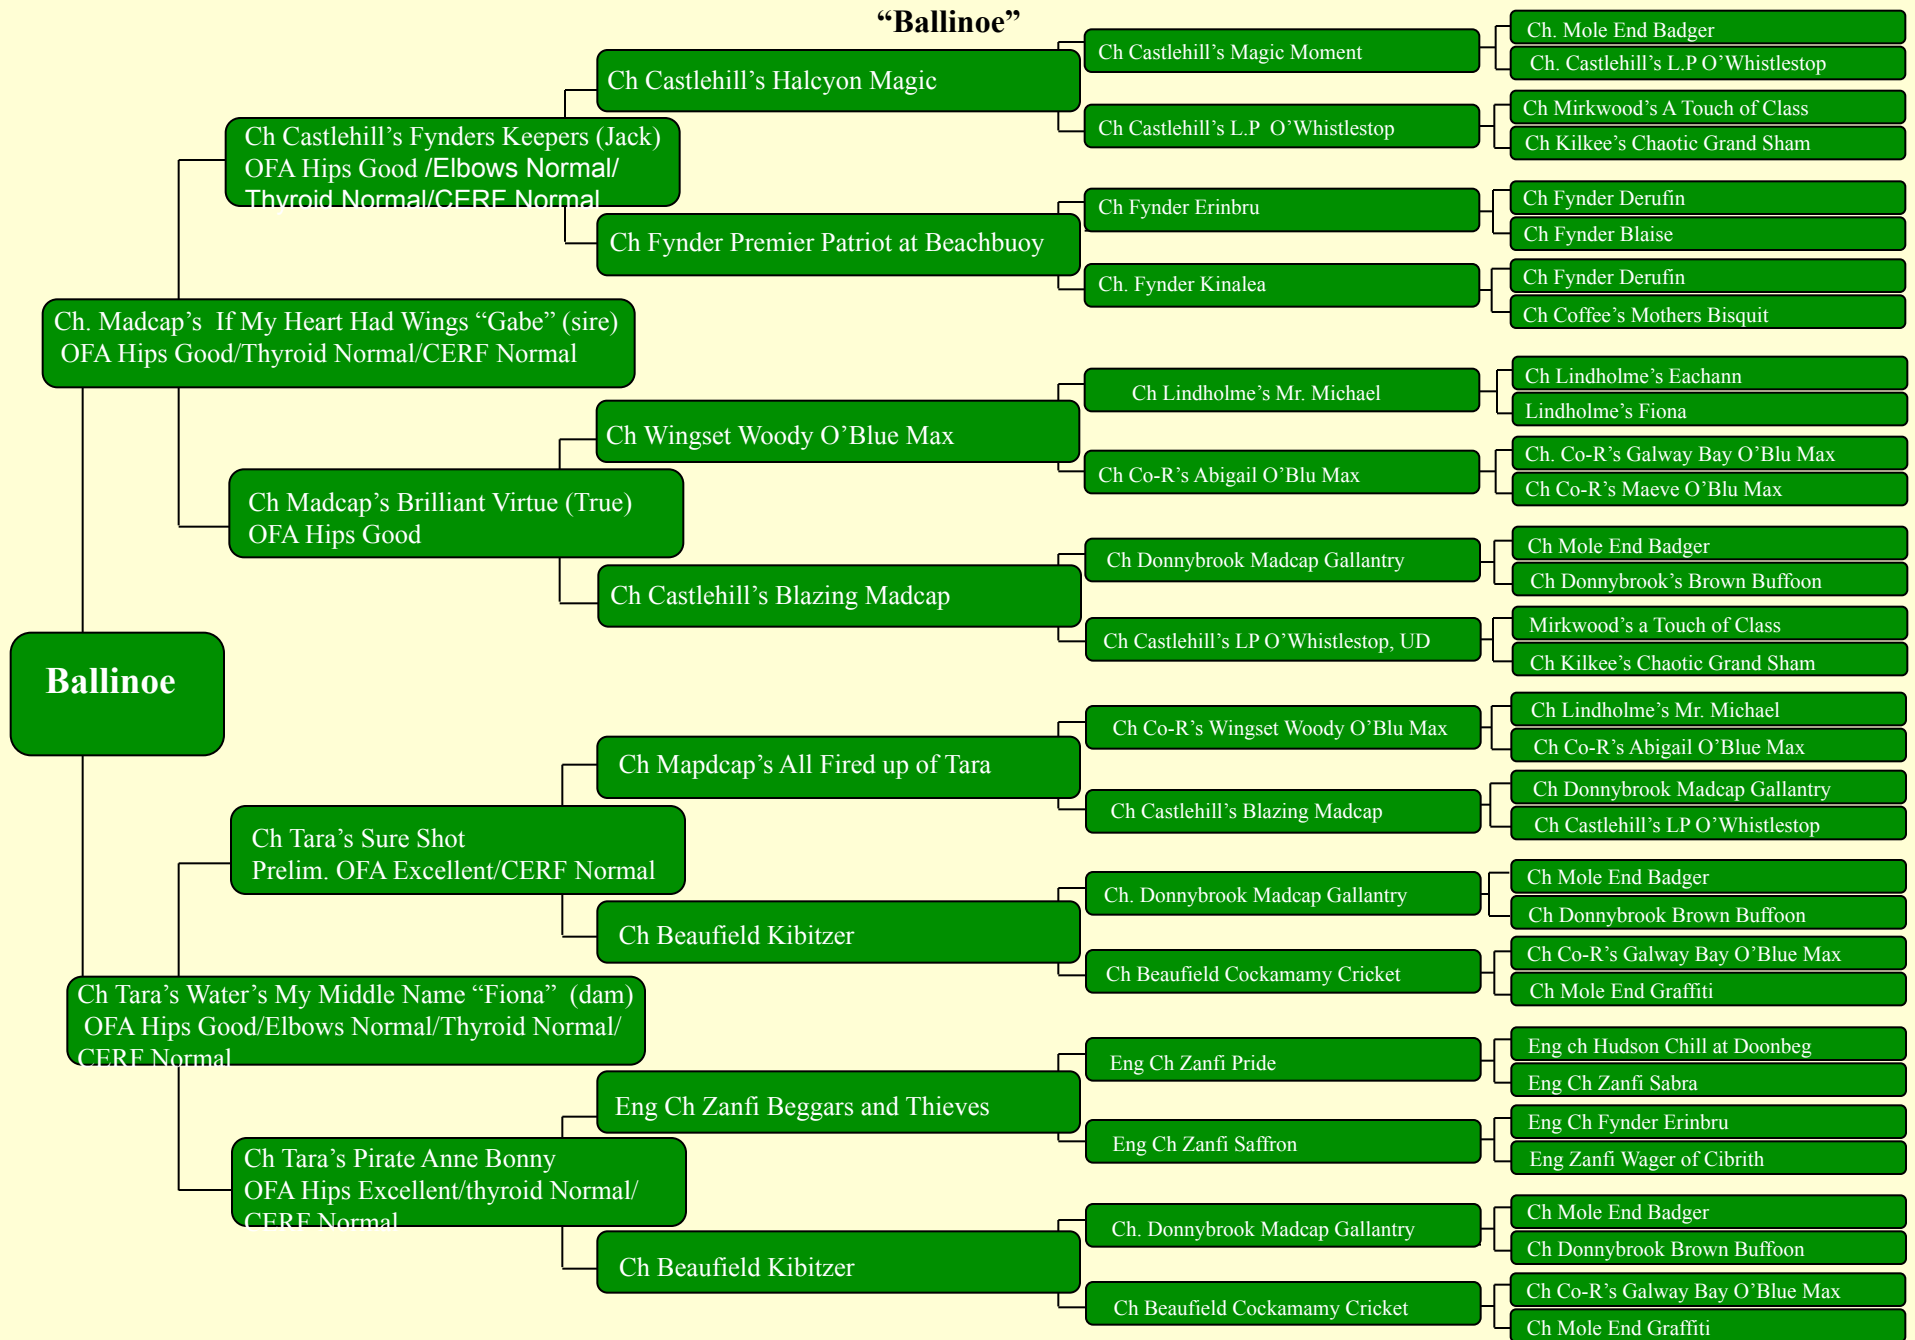 “Ballinoe”
Ballinoe
Ch. Madcap’s  If My Heart Had Wings “Gabe” (sire)
OFA Hips Good/Thyroid Normal/CERF Normal
Ch Tara’s Water’s My Middle Name “Fiona”  (dam)
OFA Hips Good/Elbows Normal/Thyroid Normal/
CERF Normal
Ch Castlehill’s Fynders Keepers (Jack)
OFA Hips Good /Elbows Normal/
Thyroid Normal/CERF Normal
Ch Madcap’s Brilliant Virtue (True)
OFA Hips Good
Ch Tara’s Sure Shot
Prelim. OFA Excellent/CERF Normal
Ch Tara’s Pirate Anne Bonny
OFA Hips Excellent/thyroid Normal/
CERF Normal
Ch Castlehill’s Halcyon Magic
Ch Fynder Premier Patriot at Beachbuoy
Ch Wingset Woody O’Blue Max
Ch Castlehill’s Blazing Madcap
Ch Mapdcap’s All Fired up of Tara
Ch Beaufield Kibitzer
Eng Ch Zanfi Beggars and Thieves
Ch Beaufield Kibitzer
Ch Castlehill’s Magic Moment
Ch Castlehill’s L.P  O’Whistlestop
Ch Fynder Erinbru
Ch. Fynder Kinalea
Ch Lindholme’s Mr. Michael
Ch Co-R’s Abigail O’Blu Max
Ch Donnybrook Madcap Gallantry
Ch Castlehill’s LP O’Whistlestop, UD
Ch Co-R’s Wingset Woody O’Blu Max
Ch Castlehill’s Blazing Madcap
Ch. Donnybrook Madcap Gallantry
Ch Beaufield Cockamamy Cricket
Eng Ch Zanfi Pride
Eng Ch Zanfi Saffron
Ch. Donnybrook Madcap Gallantry
Ch Beaufield Cockamamy Cricket
Ch. Mole End Badger
Ch. Castlehill’s L.P O’Whistlestop
Ch Mirkwood’s A Touch of Class
Ch Kilkee’s Chaotic Grand Sham
Ch Fynder Derufin
Ch Fynder Blaise
Ch Fynder Derufin
Ch Coffee’s Mothers Bisquit
Ch Lindholme’s Eachann
Lindholme’s Fiona
Ch. Co-R’s Galway Bay O’Blu Max
Ch Co-R’s Maeve O’Blu Max
Ch Mole End Badger
Ch Donnybrook’s Brown Buffoon
Mirkwood’s a Touch of Class
Ch Kilkee’s Chaotic Grand Sham
Ch Lindholme’s Mr. Michael
Ch Co-R’s Abigail O’Blue Max
Ch Donnybrook Madcap Gallantry
Ch Castlehill’s LP O’Whistlestop
Ch Mole End Badger
Ch Donnybrook Brown Buffoon
Ch Co-R’s Galway Bay O’Blue Max
Ch Mole End Graffiti
Eng ch Hudson Chill at Doonbeg
Eng Ch Zanfi Sabra
Eng Ch Fynder Erinbru
Eng Zanfi Wager of Cibrith
Ch Mole End Badger
Ch Donnybrook Brown Buffoon
Ch Co-R’s Galway Bay O’Blue Max
Ch Mole End Graffiti